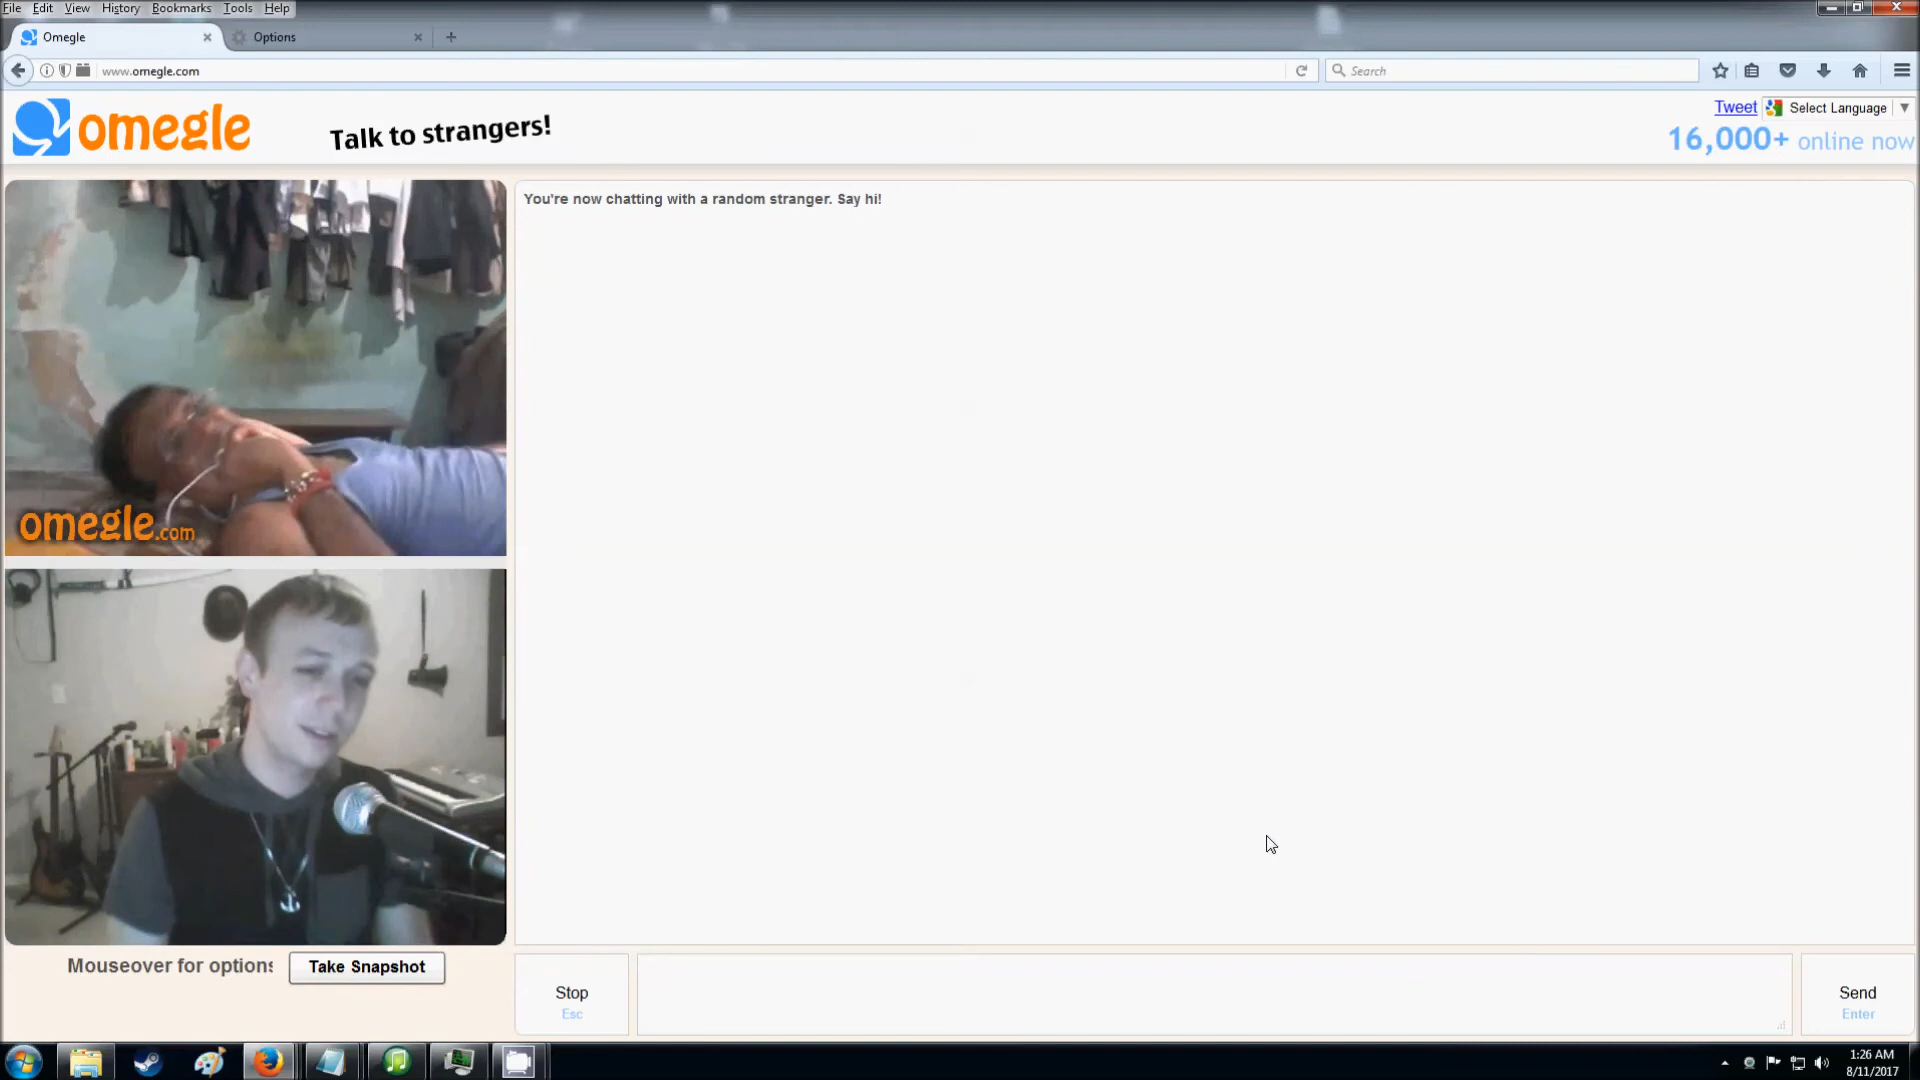 File Edit View History Bookmarks Tools Help
Omegle Options
www.omegle.com Search
omegle Talk to strangers! Tweet Select Language
16,000+ online now
You're now chatting with a random stranger. Say hi!
omegle.com
Mouseover for options Take Snapshot
Stop Send
Esc Enter
1:26 AM
8/11/2017